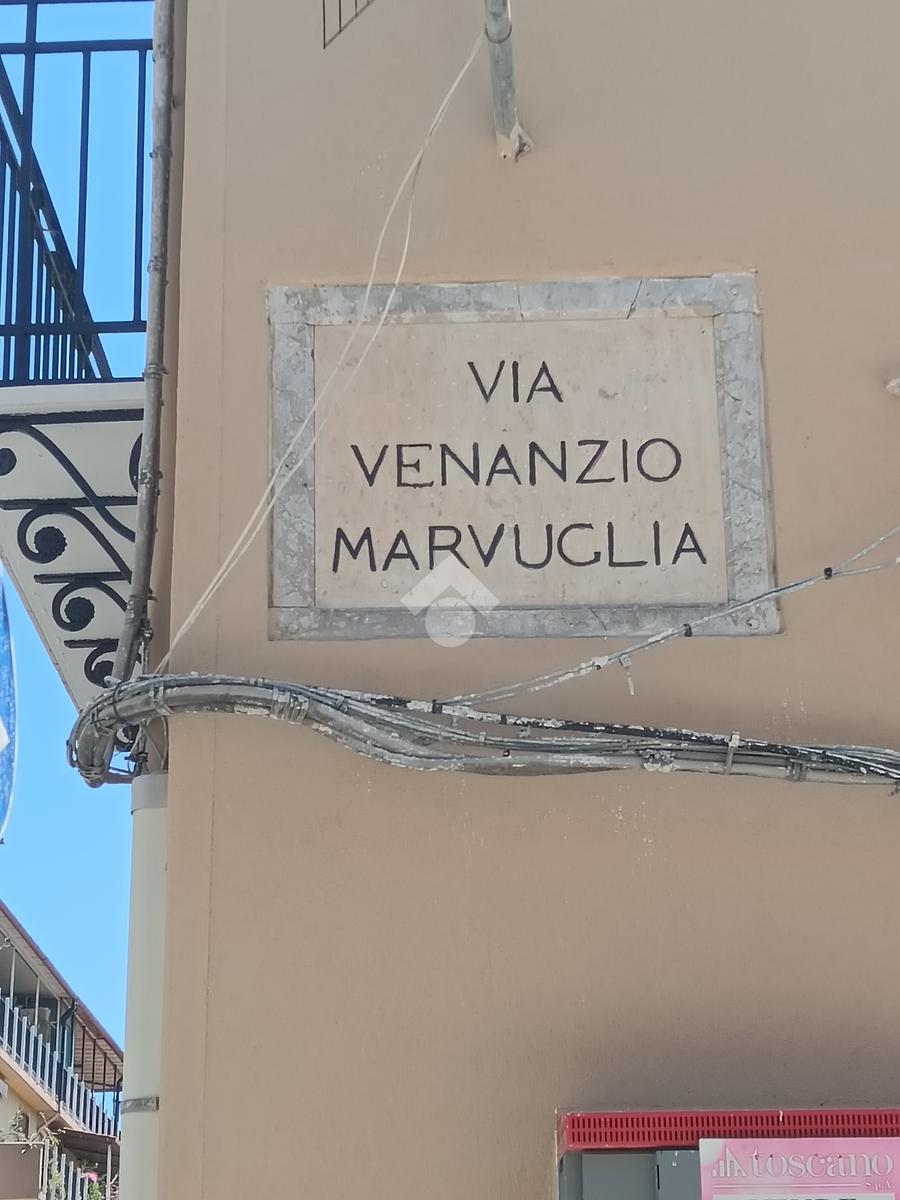 VIA
VENANZIO
MARVUGLIA
toscano
S.p.A.